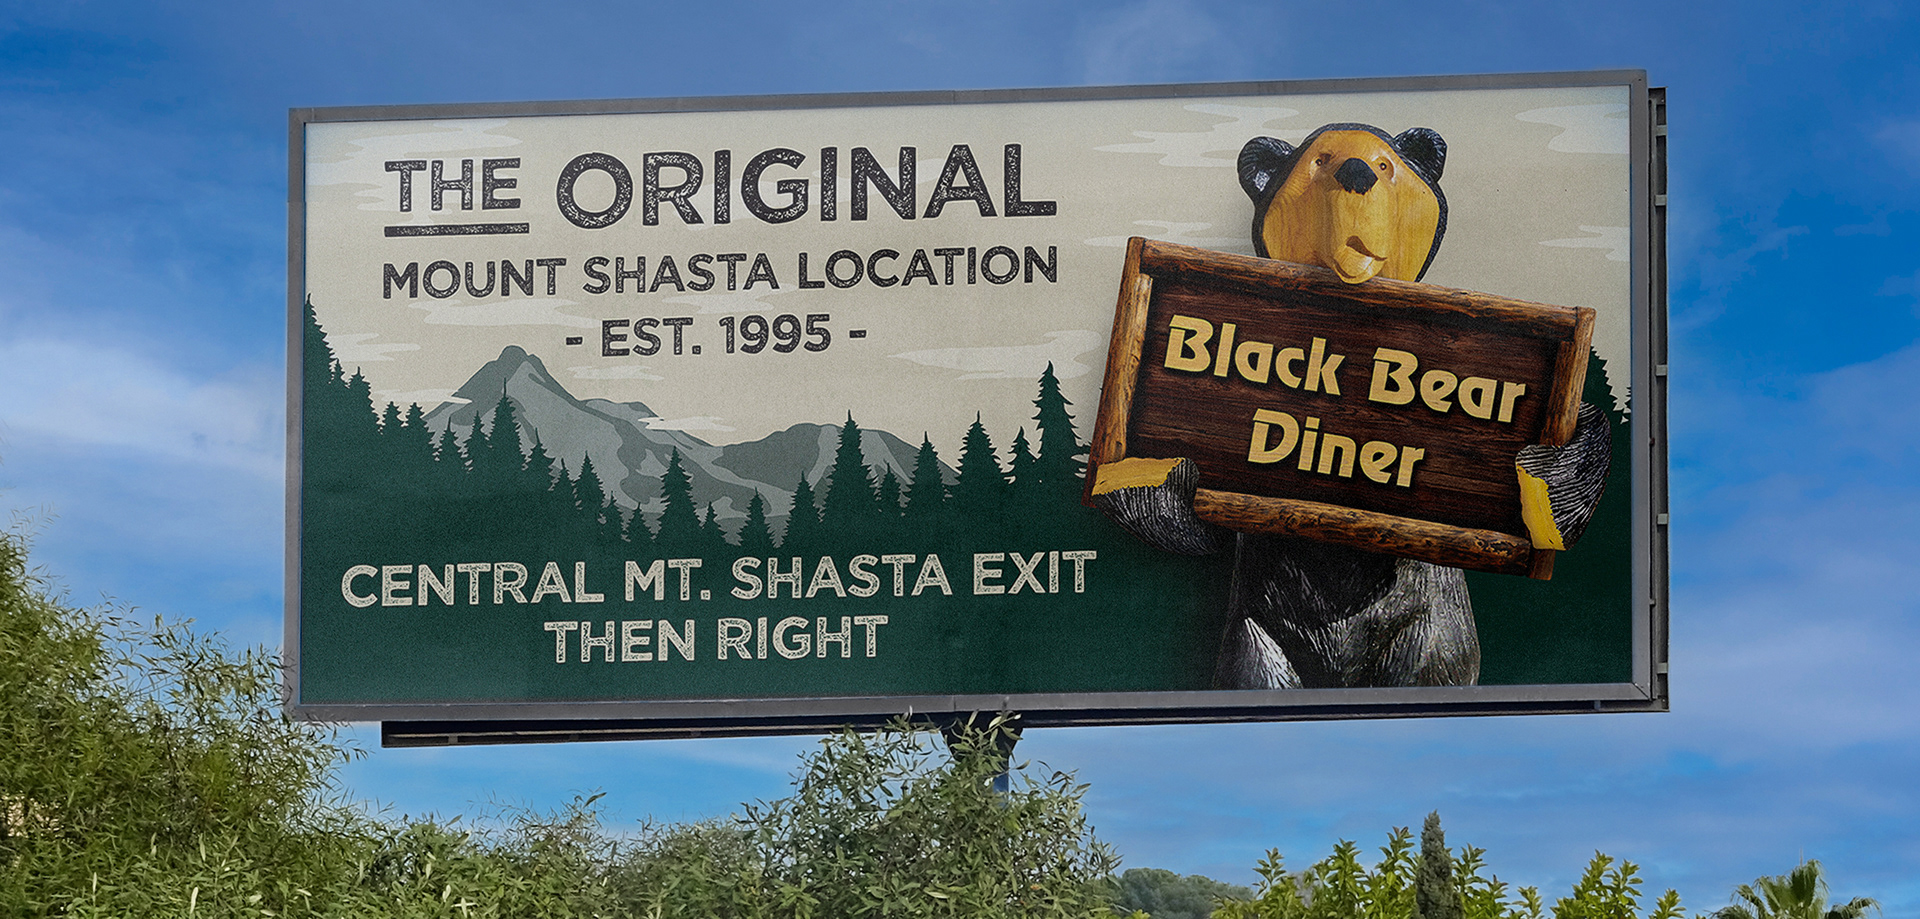 THE ORIGINAL
MOUNT SHASTA LOCATION
- EST. 1995 -
Black Bear
Diner
CENTRAL MT. SHASTA EXIT
THEN RIGHT